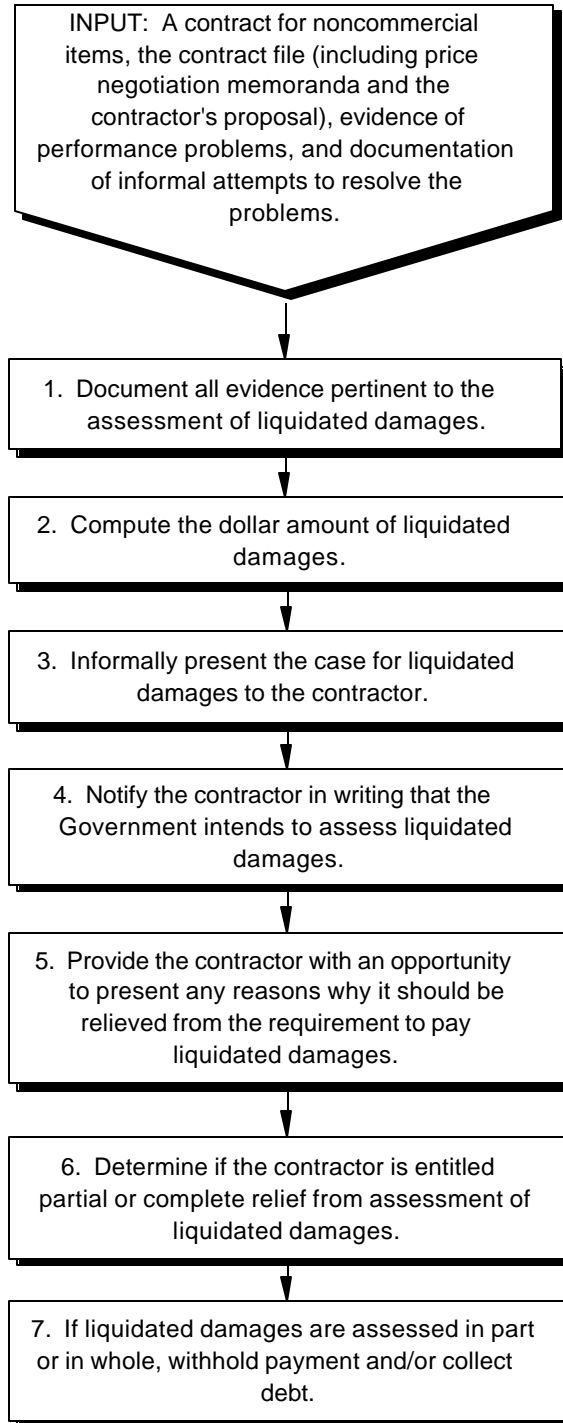 INPUT: A contract for noncommercial
items, the contract file (including price
negotiation memoranda and the
contractor's proposal), evidence of
performance problems, and documentation
of informal attempts to resolve the
problems.
1. Document all evidence pertinent to the
assessment of liquidated damages.
2. Compute the dollar amount of liquidated
damages.
3. Informally present the case for liquidated
damages to the contractor.
4. Notify the contractor in writing that the
Government intends to assess liquidated
damages.
5. Provide the contractor with an opportunity
to present any reasons why it should be
relieved from the requirement to pay
liquidated damages.
6. Determine if the contractor is entitled
partial or complete relief from assessment of
liquidated damages.
7. If liquidated damages are assessed in part
or in whole, withhold payment and/or collect
debt.